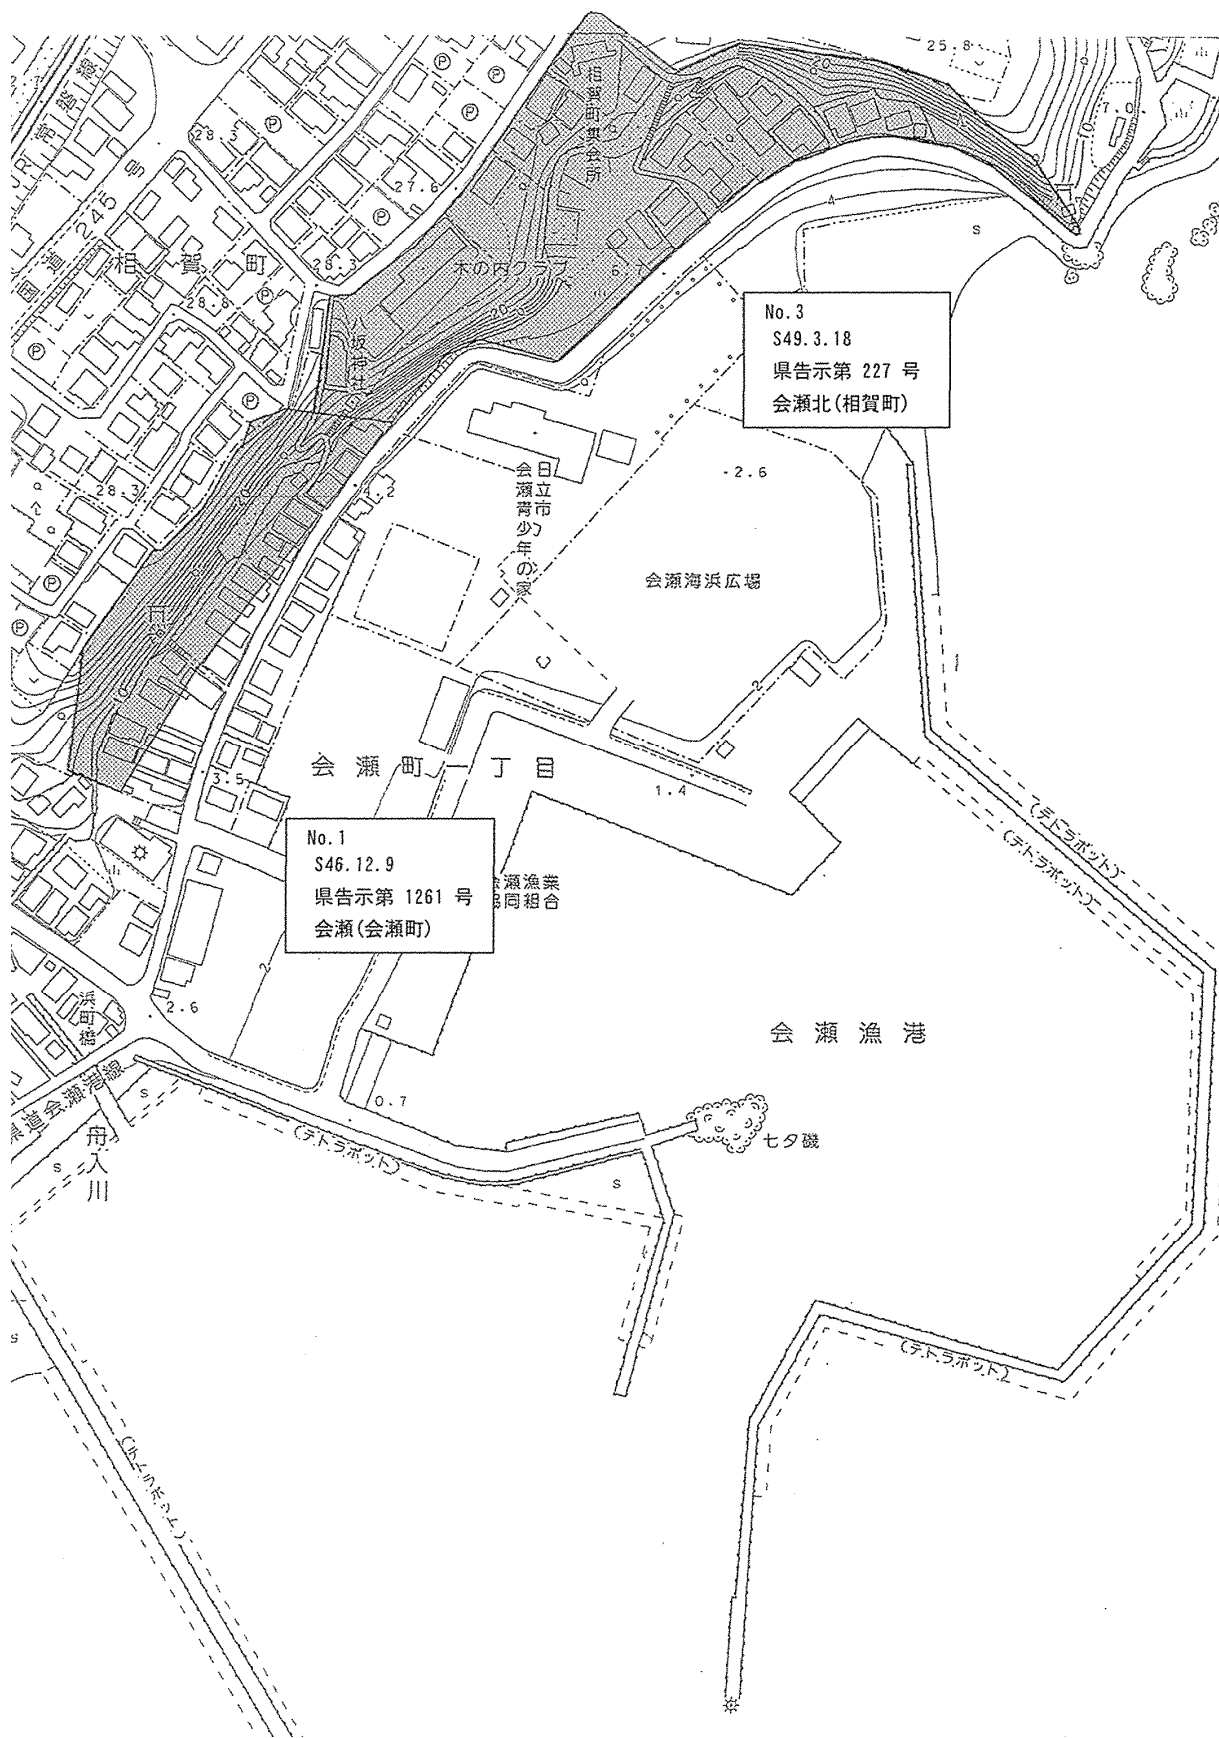 25.8
20
7.0
相賀町集会所
28.3
27.6
245
号
国道
相賀町
28.3
28.8
木の内クラブ
6.7
20
八坂神社
s
No.3
S49.3.18
県告示第 227 号
会瀬北(相賀町)
4.2
28.3
20
-2.6
日立市
会瀬青少年の家
会瀬海浜広場
2
会瀬町一丁目
3.5
1.4
No.1
S46.12.9
県告示第 1261 号
会瀬(会瀬町)
会瀬漁業
協同組合
(テトラポット)
(テトラポット)
2
浜町橋
2.6
会瀬漁港
県道会瀬港線
s
0.7
舟入川
s
(テトラポット)
七夕磯
s
s
(テトラポット)
(テトラポット)